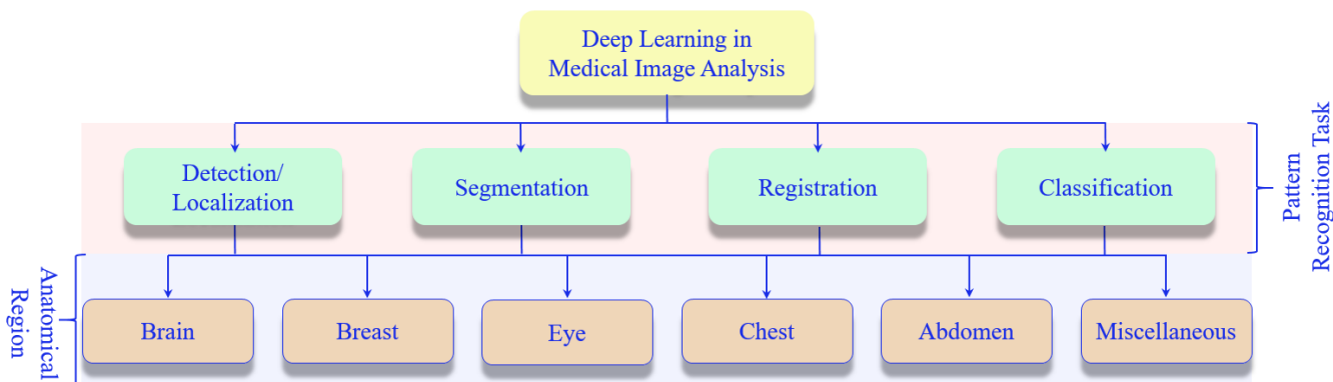 Deep Learning in
Medical Image Analysis
Detection/
Localization
Segmentation
Registration
Classification
Pattern
Recognition Task
Anatomical
Region
Brain
Breast
Eye
Chest
Abdomen
Miscellaneous